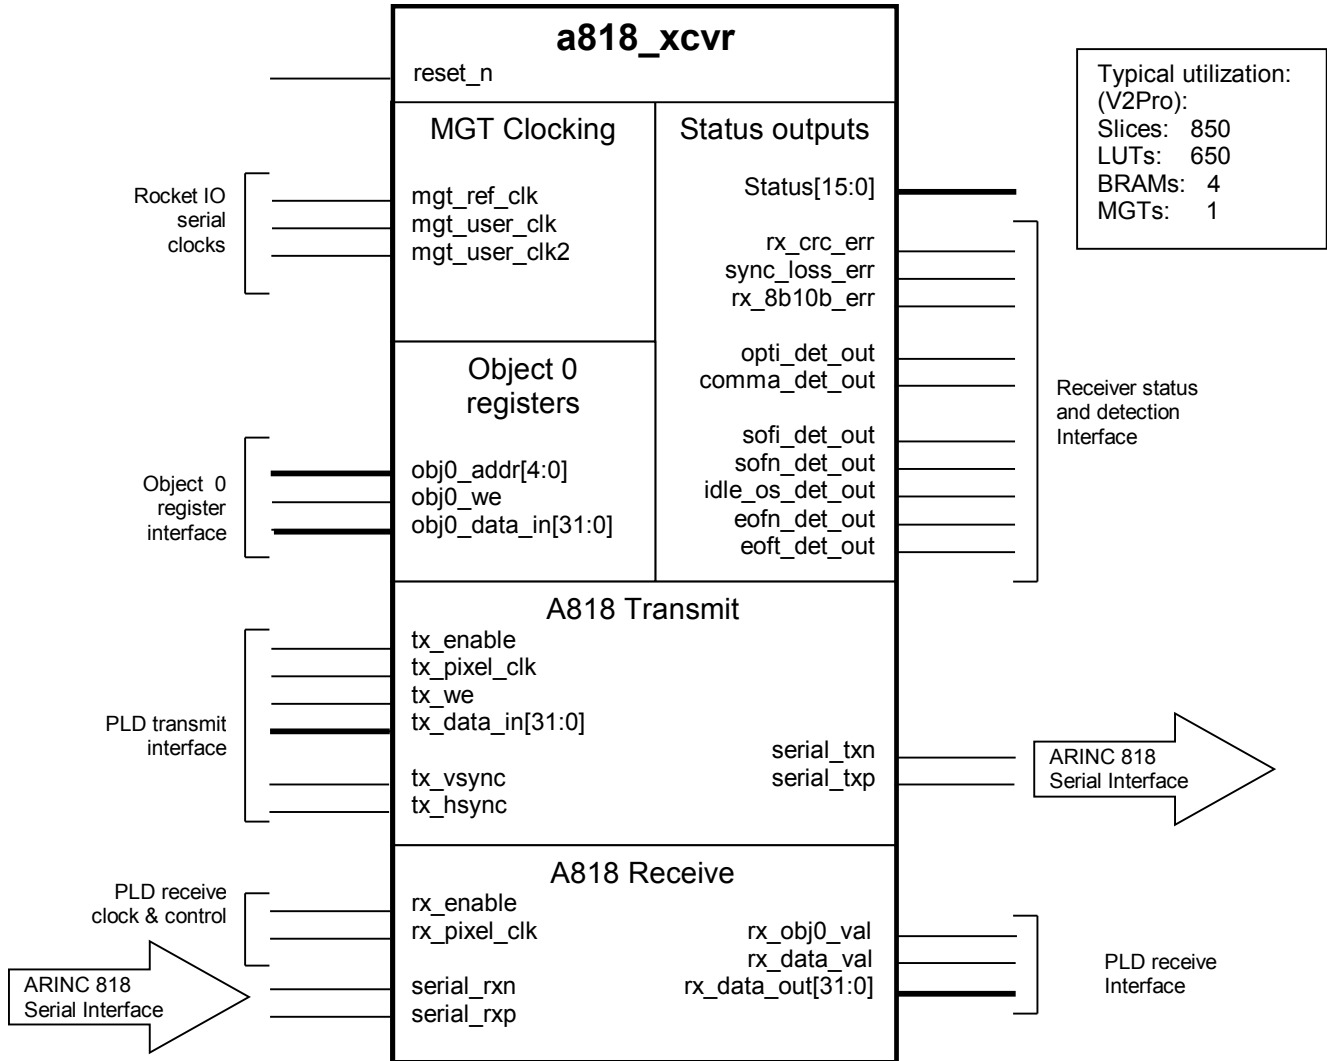 a818_xcvr
reset_n
MGT Clocking
mgt_ref_clk
mgt_user_clk
mgt_user_clk2
Rocket IO
serial
clocks
Status outputs
Status[15:0]
rx_crc_err
sync_loss_err
rx_8b10b_err
opti_det_out
comma_det_out
sofi_det_out
sofn_det_out
idle_os_det_out
eofn_det_out
eoft_det_out
Receiver status
and detection
Interface
Typical utilization:
(V2Pro):
Slices: 850
LUTs: 650
BRAMs: 4
MGTs: 1
Object 0
registers
obj0_addr[4:0]
obj0_we
obj0_data_in[31:0]
Object 0
register
interface
A818 Transmit
tx_enable
tx_pixel_clk
tx_we
tx_data_in[31:0]
tx_vsync
tx_hsync
PLD transmit
interface
serial_txn
serial_txp
ARINC 818
Serial Interface
A818 Receive
PLD receive
clock & control
rx_enable
rx_pixel_clk
serial_rxn
serial_rxp
ARINC 818
Serial Interface
rx_obj0_val
rx_data_val
rx_data_out[31:0]
PLD receive
Interface